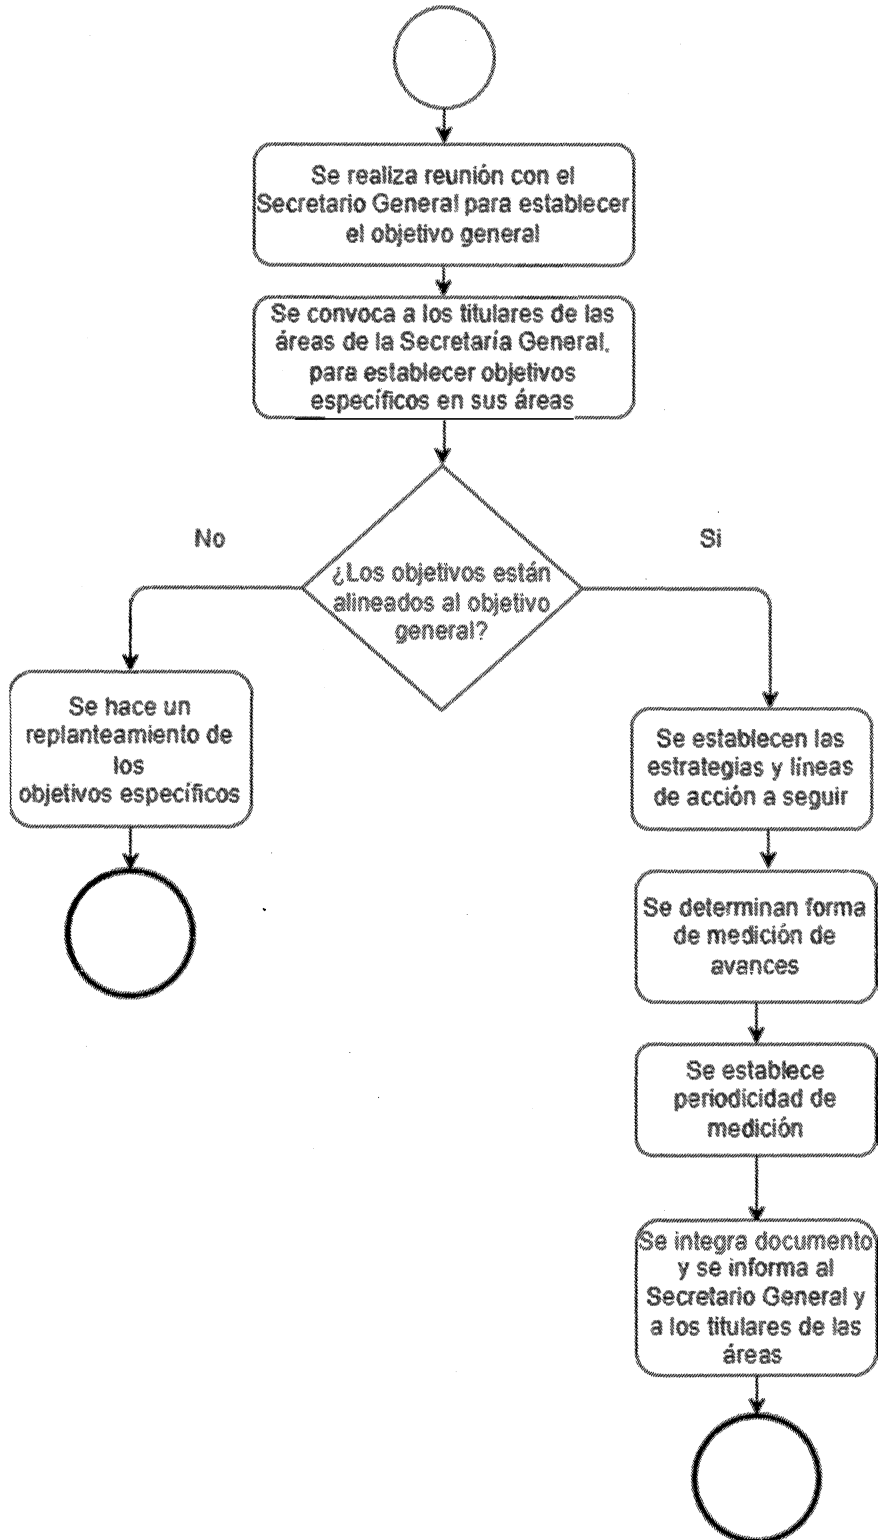 Se realiza reunión con el
Secretario General para establecer
el objetivo general
Se convoca a los titulares de las
áreas de la Secretaría General,
para establecer objetivos
específicos en sus áreas
No
Si
¿Los objetivos están
alineados al objetivo
general?
Se hace un
replanteamiento de
los
objetivos específicos
Se establecen las
estrategias y líneas
de acción a seguir
Se determinan forma
de medición de
avances
Se establece
periodicidad de
medición
Se integra documento
y se informa al
Secretario General y
a los titulares de las
áreas